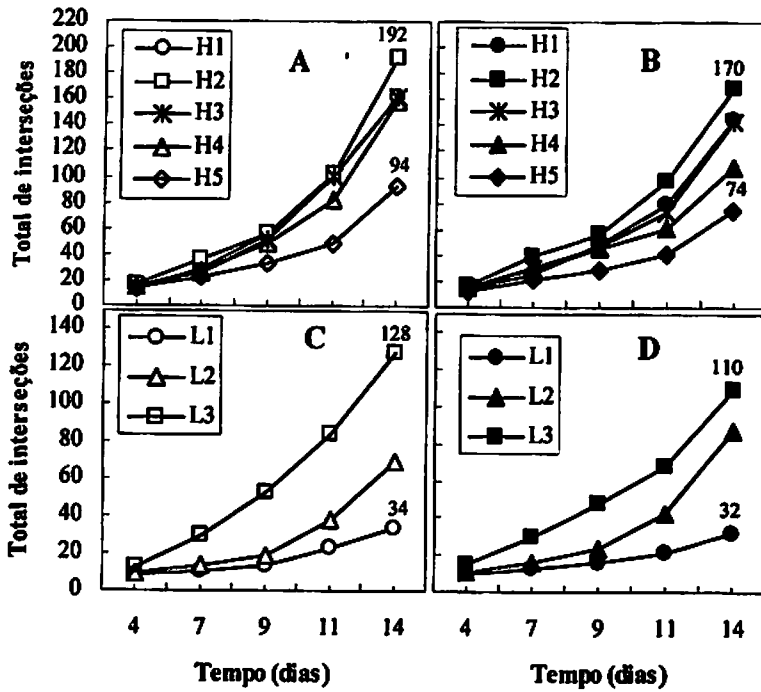 Total de interseções
220
200
180
160
140
120
100
80
60
40
20
0
H1
H2
H3
H4
H5
A
192
94
H1
H2
H3
H4
H5
B
170
74
Total de interseções
140
120
100
80
60
40
20
0
L1
L2
L3
C
128
34
L1
L2
L3
D
110
32
4 7 9 11 14
4 7 9 11 14
Tempo (dias)
Tempo (dias)